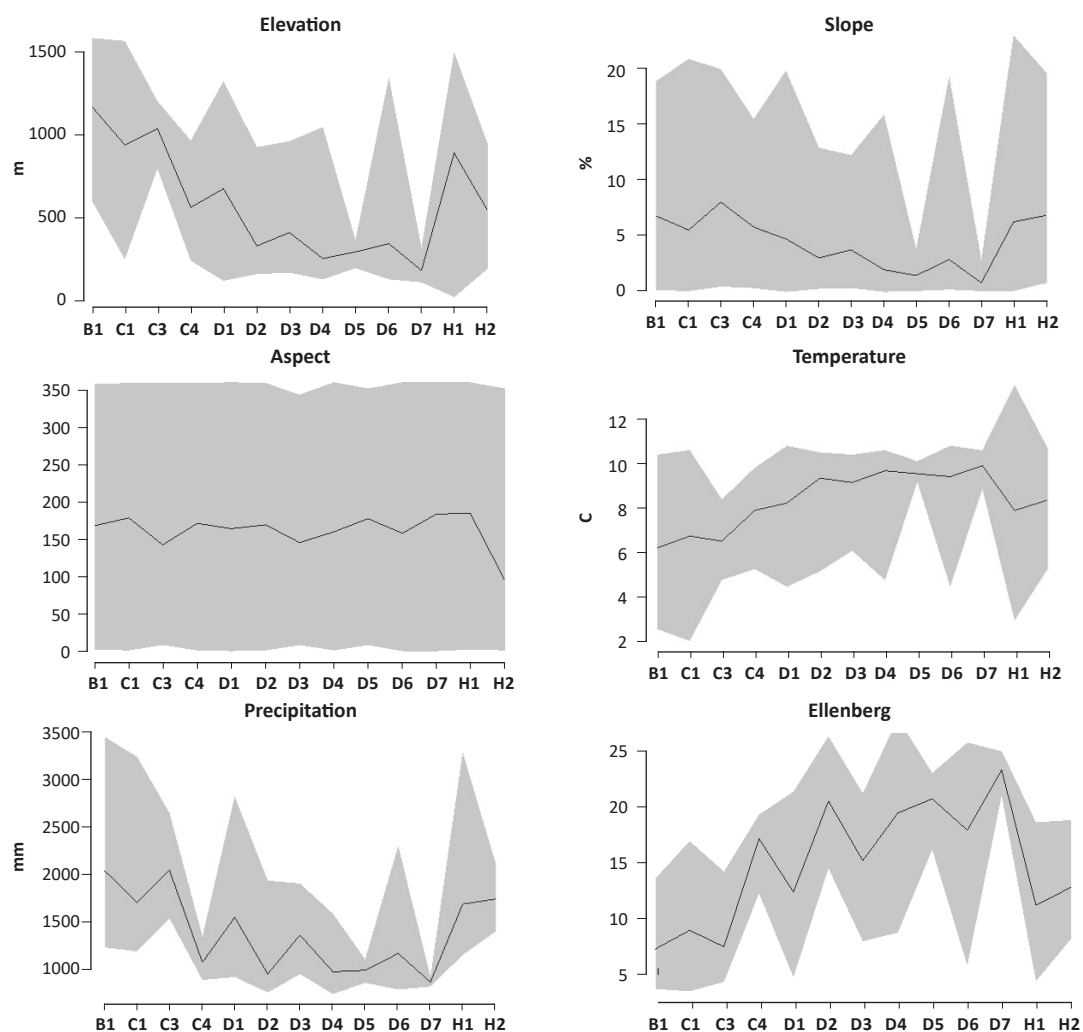 Elevation
1500
1000
500
0
m
B1 C1 C3 C4 D1 D2 D3 D4 D5 D6 D7 H1 H2
Slope
20
15
10
5
0
%
B1 C1 C3 C4 D1 D2 D3 D4 D5 D6 D7 H1 H2
Aspect
350
300
250
200
150
100
50
0
B1 C1 C3 C4 D1 D2 D3 D4 D5 D6 D7 H1 H2
Temperature
12
10
8
6
4
2
C
B1 C1 C3 C4 D1 D2 D3 D4 D5 D6 D7 H1 H2
Precipitation
3500
3000
2500
2000
1500
1000
mm
B1 C1 C3 C4 D1 D2 D3 D4 D5 D6 D7 H1 H2
Ellenberg
25
20
15
10
5
B1 C1 C3 C4 D1 D2 D3 D4 D5 D6 D7 H1 H2